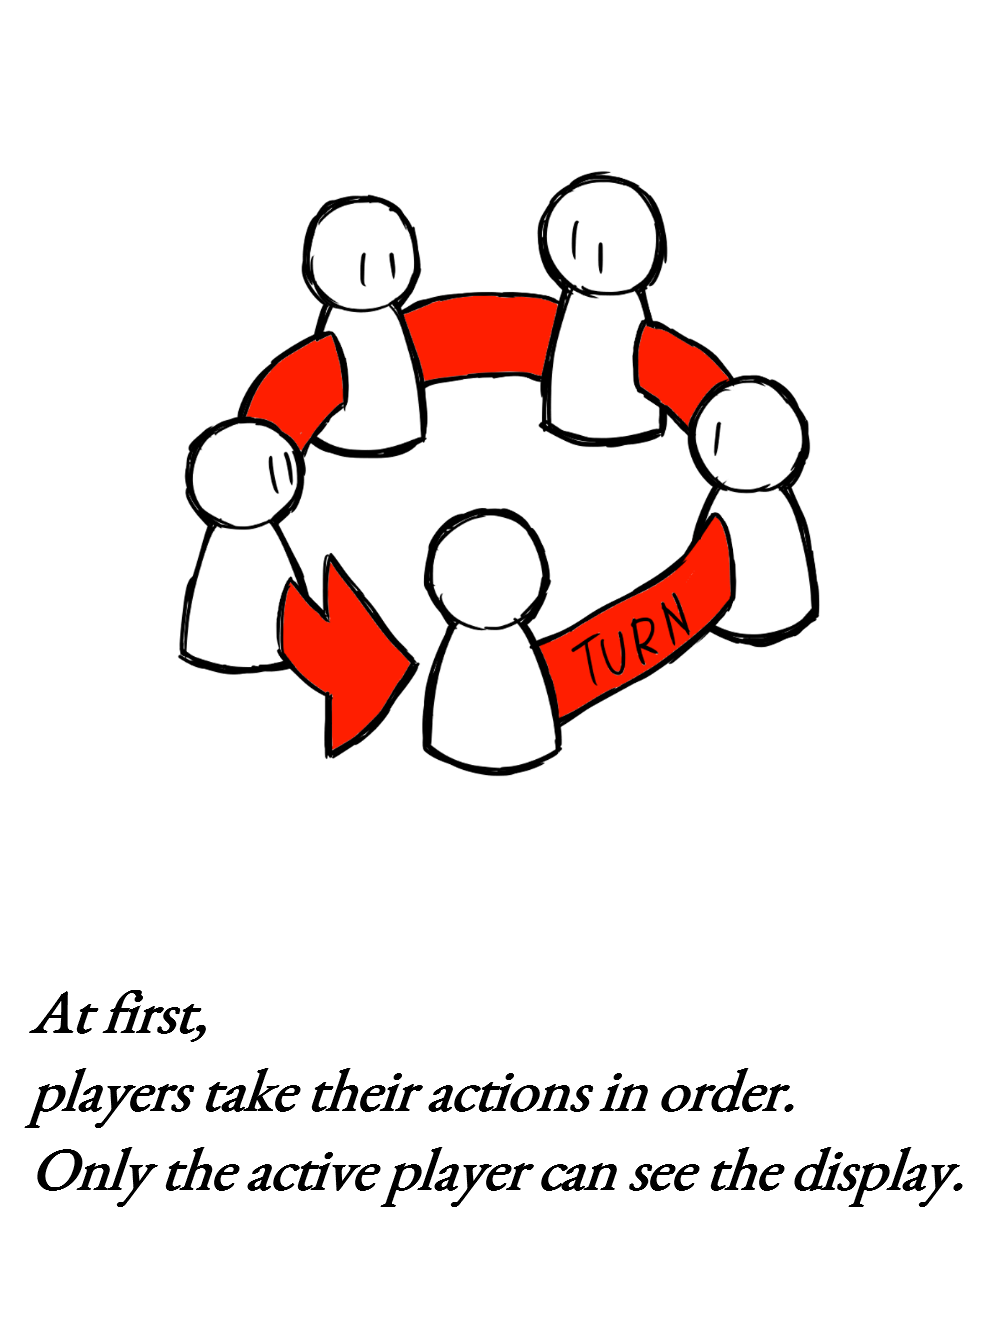 TURN
At first,
players take their actions in order.
Only the active player can see the display.